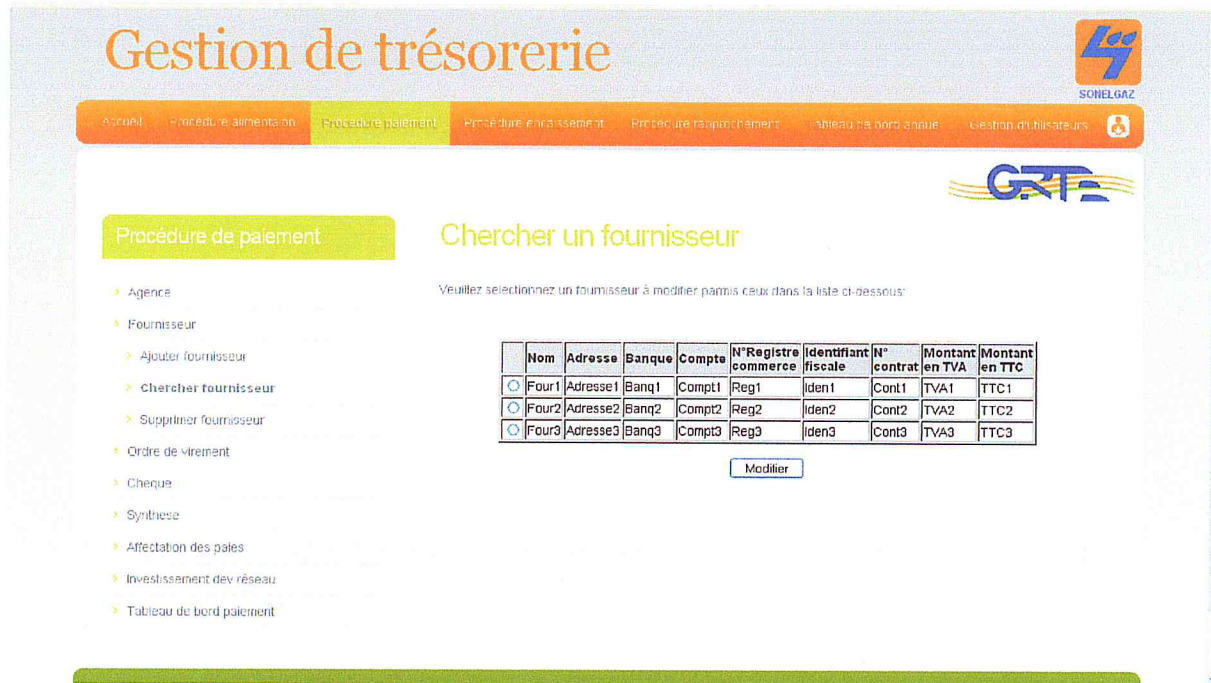 Gestion de trésorerie
SONELGAZ
Accueil Procédure alimentaion Procédure paiement Procédure encaissement Procédure rapprochement Tableau de bord annuel Gestion d'utilisateurs
GRTE
Procédure de paiement
Chercher un fournisseur
Veuillez selectionnez un fournisseur à modifier parmis ceux dans la liste ci-dessous:
Agence
Fournisseur
Ajouter fournisseur
Chercher fournisseur
Supprimer fournisseur
Ordre de virement
Cheque
Synthese
Affectation des paies
Investissement dev réseau
Tableau de bord paiement
Nom Adresse Banque Compte N°Registre commerce Identifiant fiscale N° contrat Montant en TVA Montant en TTC
Four1 Adresse1 Banq1 Compt1 Reg1 Iden1 Cont1 TVA1 TTC1
Four2 Adresse2 Banq2 Compt2 Reg2 Iden2 Cont2 TVA2 TTC2
Four3 Adresse3 Banq3 Compt3 Reg3 Iden3 Cont3 TVA3 TTC3
Modifier